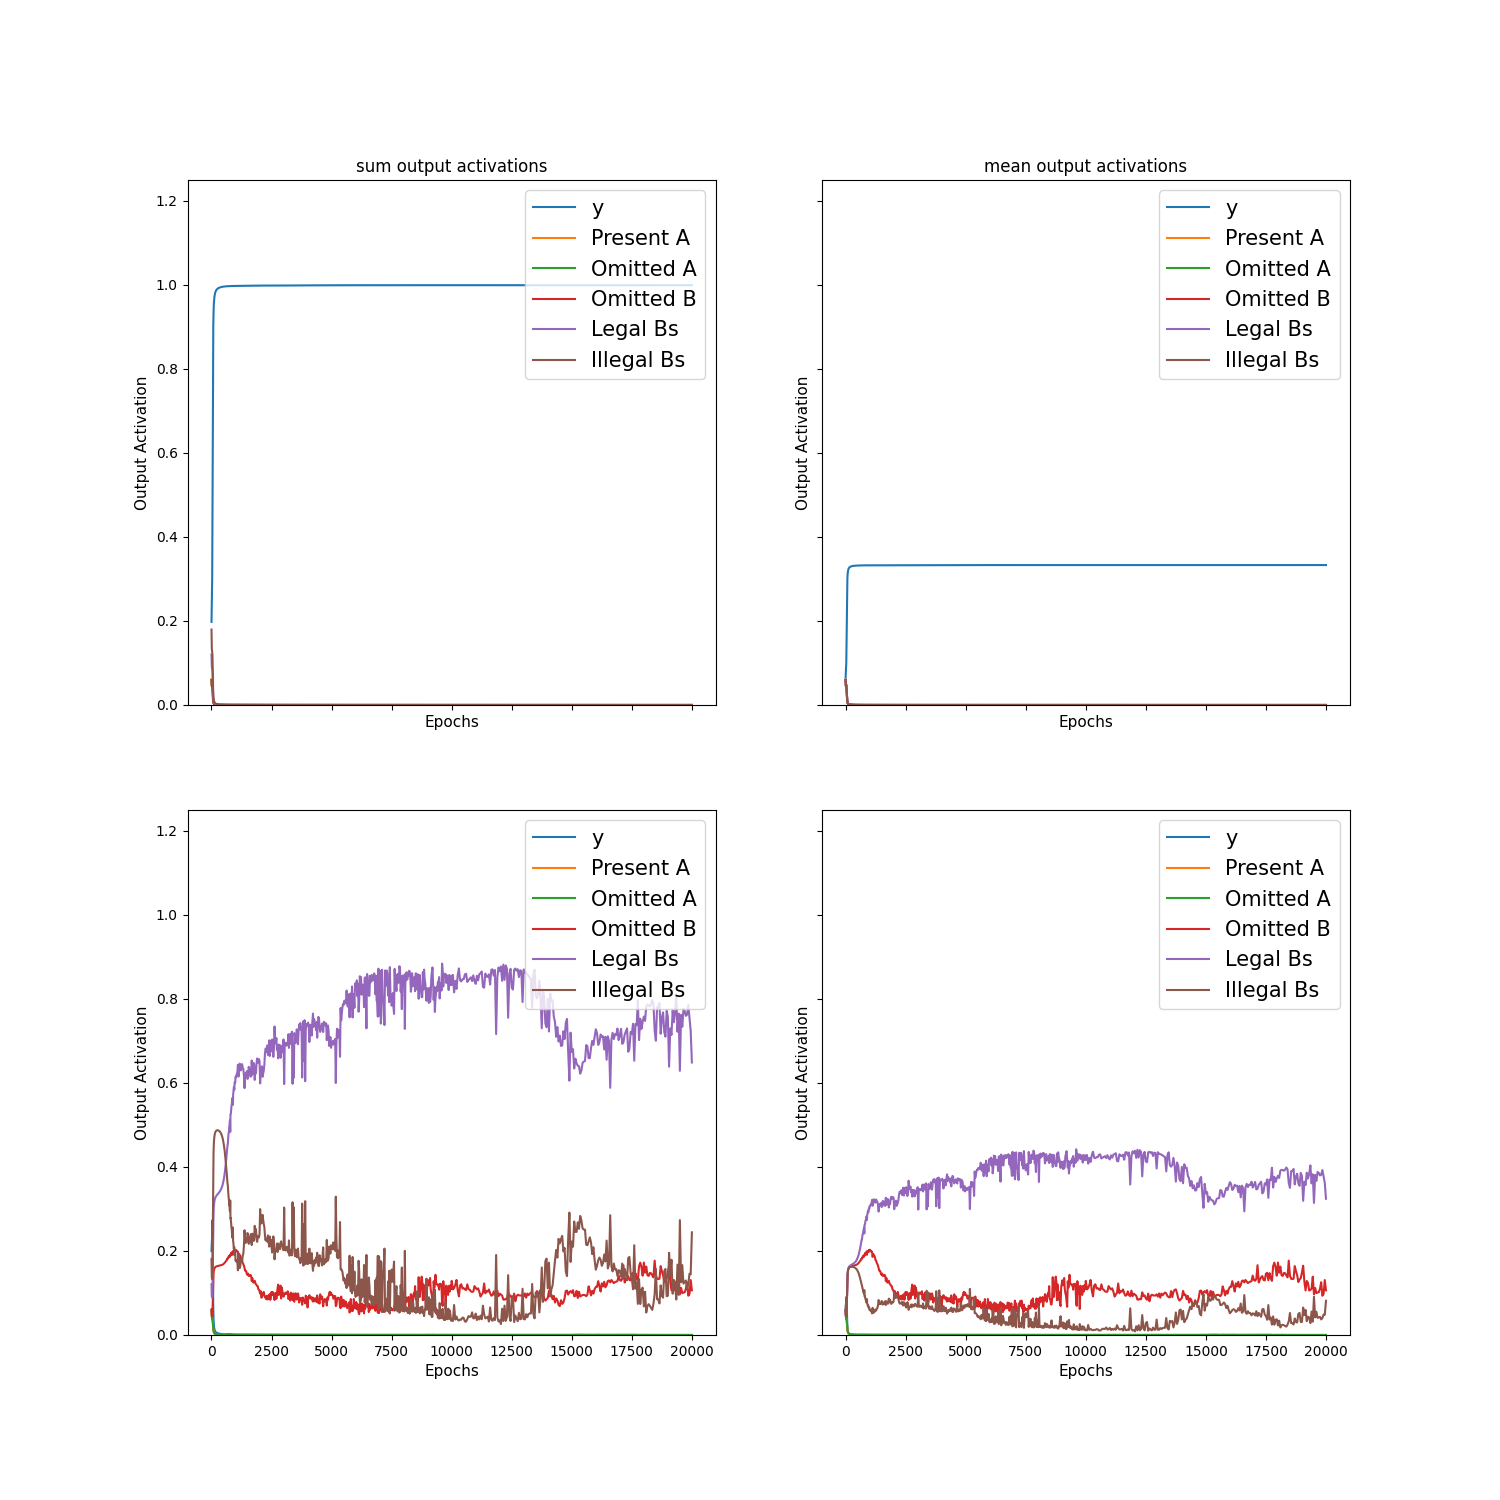 sum output activations
mean output activations
1.2
1.0
0.8
0.6
0.4
0.2
0.0
Output Activation
y
Present A
Omitted A
Omitted B
Legal Bs
Illegal Bs
Epochs
Output Activation
y
Present A
Omitted A
Omitted B
Legal Bs
Illegal Bs
Epochs
1.2
1.0
0.8
0.6
0.4
0.2
0.0
Output Activation
y
Present A
Omitted A
Omitted B
Legal Bs
Illegal Bs
0 2500 5000 7500 10000 12500 15000 17500 20000
Epochs
Output Activation
y
Present A
Omitted A
Omitted B
Legal Bs
Illegal Bs
0 2500 5000 7500 10000 12500 15000 17500 20000
Epochs